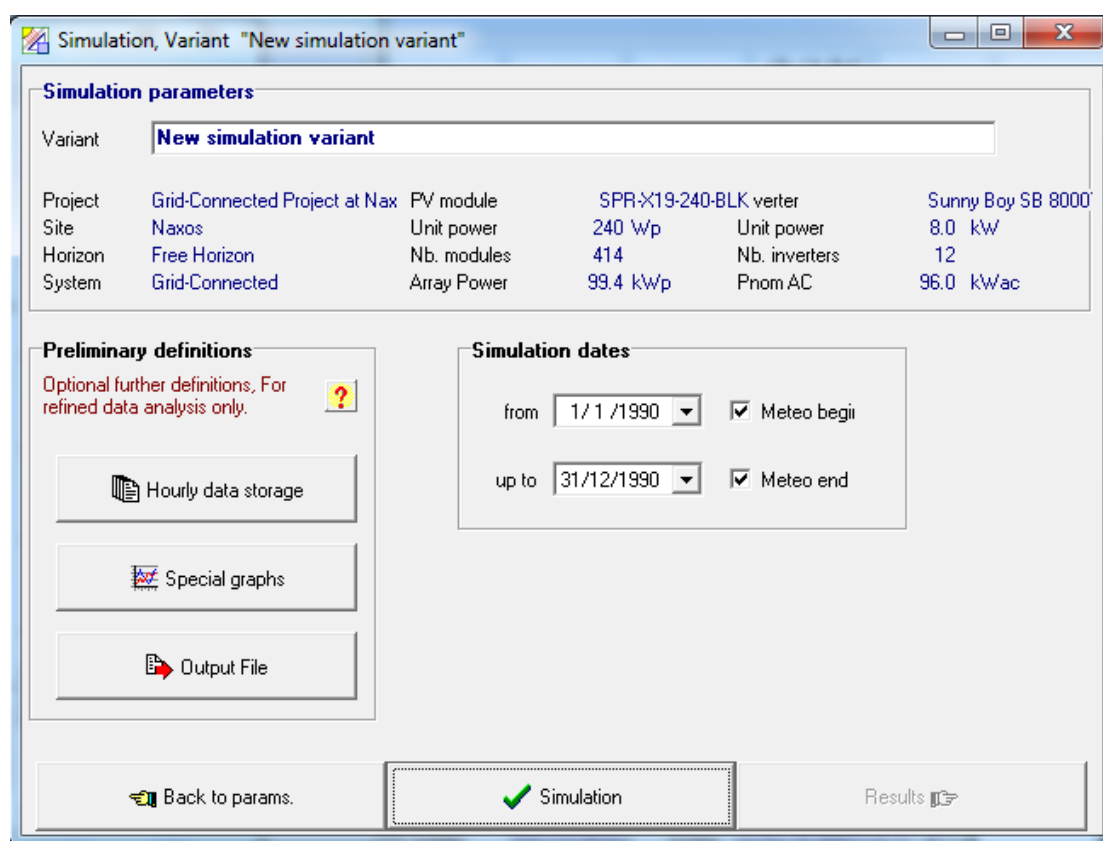 Simulation, Variant "New simulation variant"
Simulation parameters
Variant New simulation variant
Project Grid-Connected Project at Nax PV module SPR-X19-240-BLK verter Sunny Boy SB 8000
Site Naxos Unit power 240 Wp Unit power 8.0 kW
Horizon Free Horizon Nb. modules 414 Nb. inverters 12
System Grid-Connected Array Power 99.4 kWp Pnom AC 96.0 kWac
Preliminary definitions
Optional further definitions, For
refined data analysis only.
?
Hourly data storage
Special graphs
Output File
Simulation dates
from 1/ 1 /1990 Meteo begii
up to 31/12/1990 Meteo end
Back to params. Simulation Results